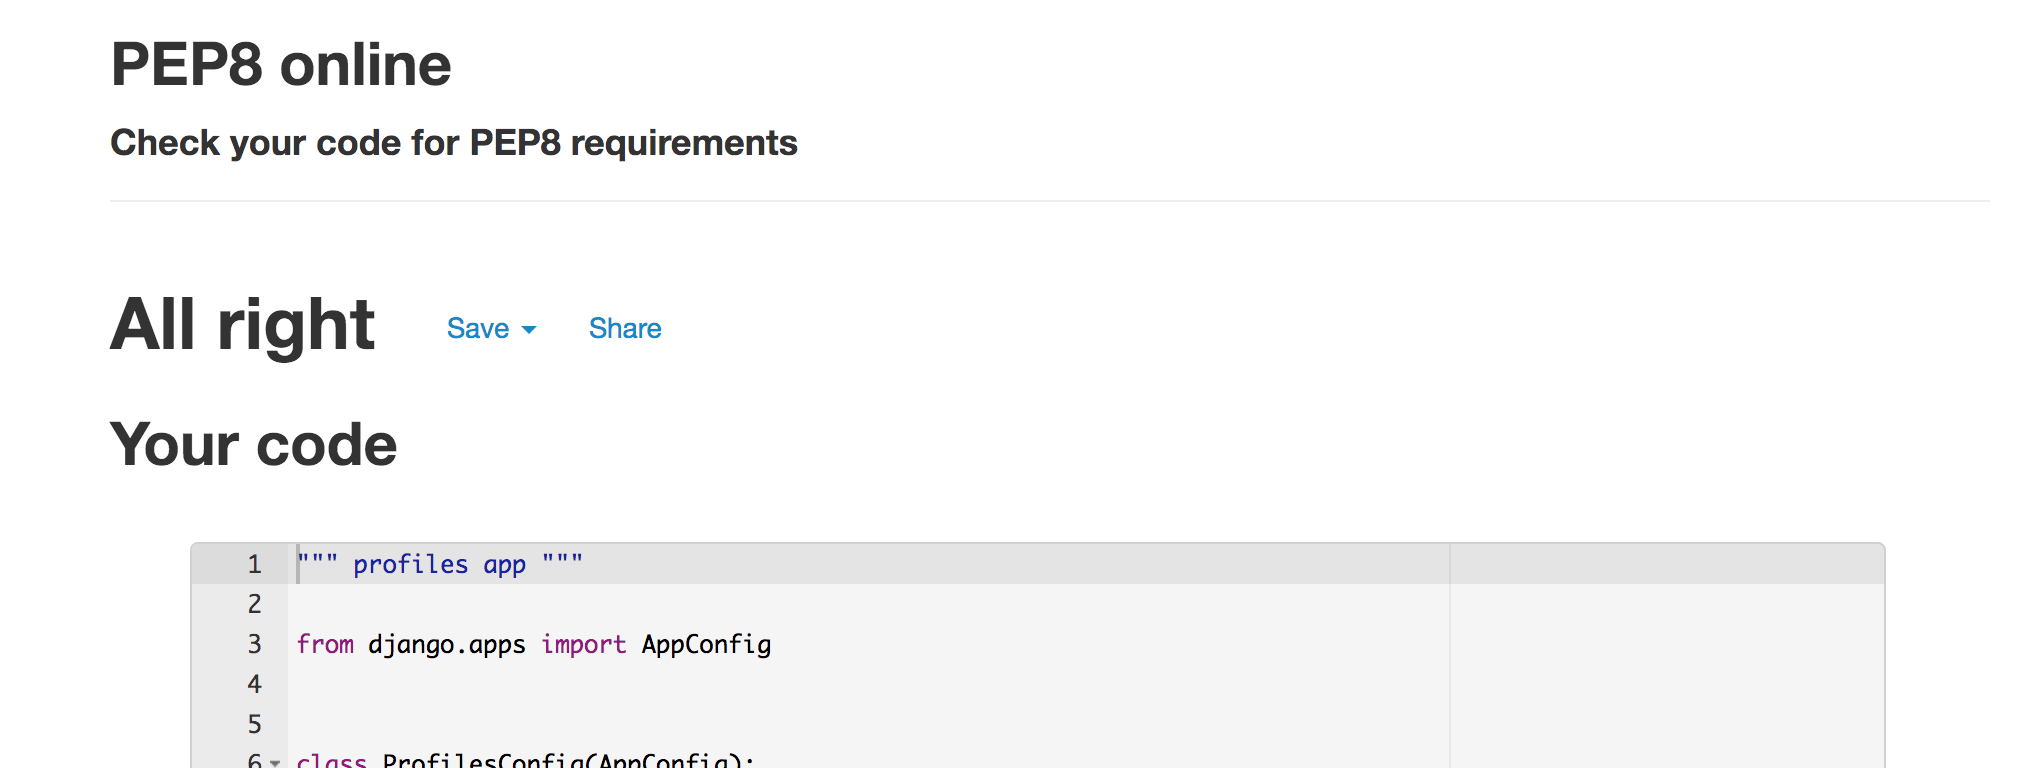 PEP8 online
Check your code for PEP8 requirements
All right Save Share
Your code
1 """ profiles app """
2
3 from django.apps import AppConfig
4
5
6 class ProfilesConfig(AppConfig):